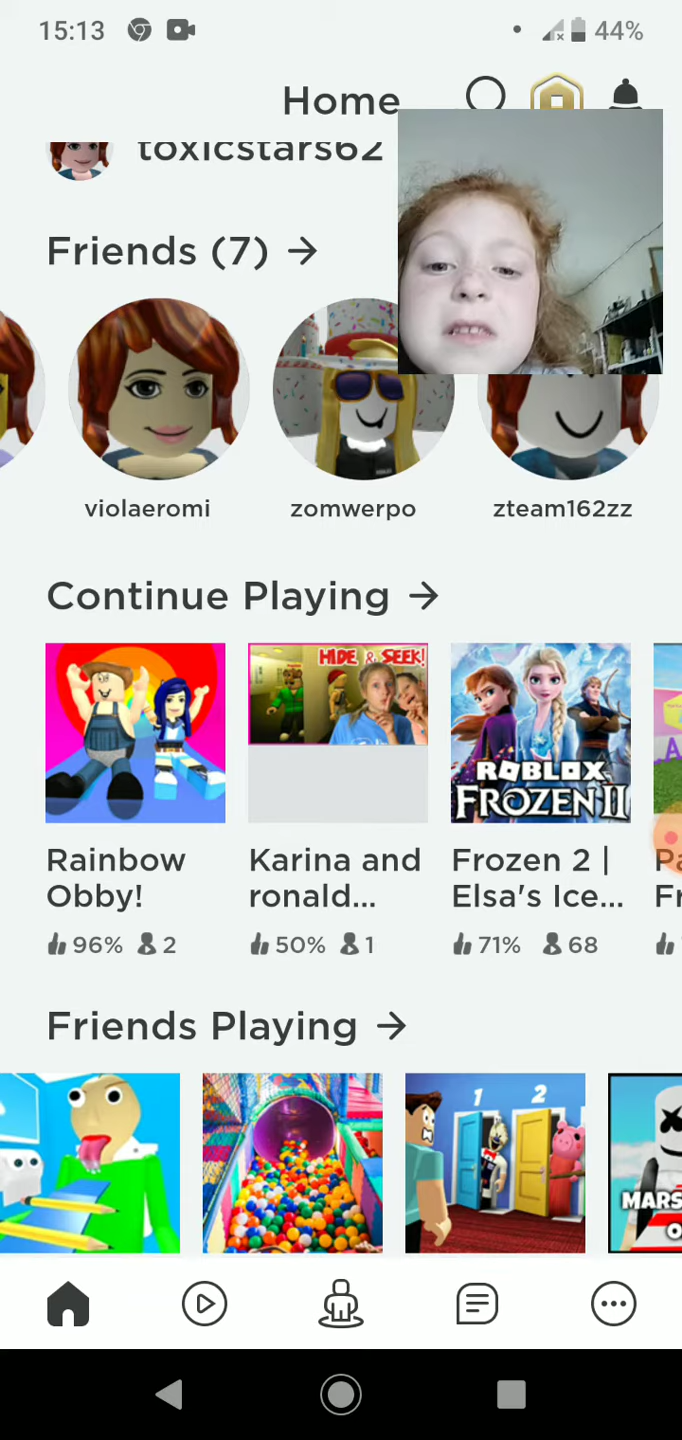 15:13 44%
Home
toxicstars62
Friends (7)
violaeromi zomwerpo zteam162zz
Continue Playing
HIDE & SEEK!
ROBLOX
FROZEN II
Rainbow Obby!
Karina and ronald...
Frozen 2 | Elsa's Ice...
96% 2 50% 1 71% 68
Friends Playing
1 2
MARS